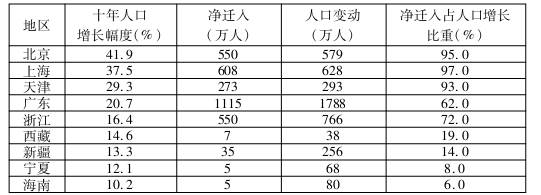 地区 十年人口增长幅度(%) 净迁入(万人) 人口变动(万人) 净迁入占人口增长比重(%)
北京 41.9 550 579 95.0
上海 37.5 608 628 97.0
天津 29.3 273 293 93.0
广东 20.7 1115 1788 62.0
浙江 16.4 550 766 72.0
西藏 14.6 7 38 19.0
新疆 13.3 35 256 14.0
宁夏 12.1 5 68 8.0
海南 10.2 5 80 6.0